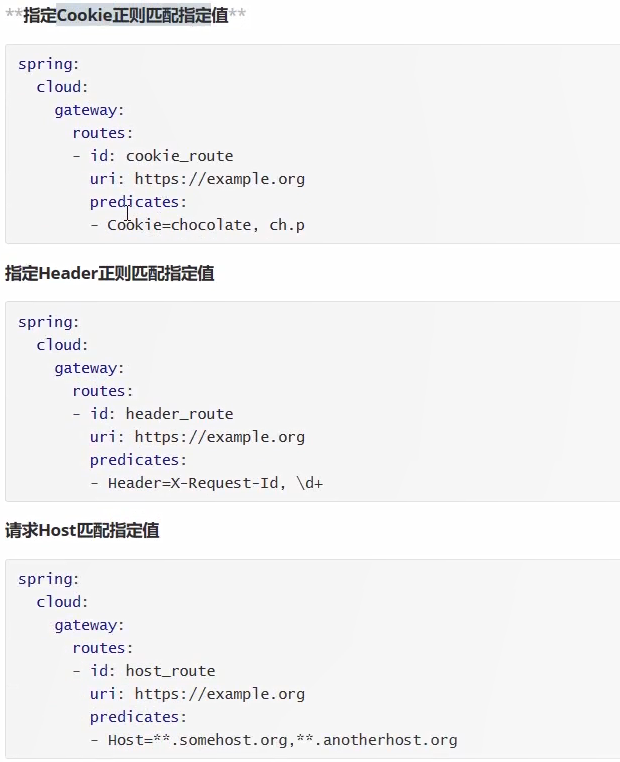 **指定Cookie正则匹配指定值**
spring:
  cloud:
    gateway:
      routes:
      - id: cookie_route
        uri: https://example.org
        predicates:
        - Cookie=chocolate, ch.p
指定Header正则匹配指定值
spring:
  cloud:
    gateway:
      routes:
      - id: header_route
        uri: https://example.org
        predicates:
        - Header=X-Request-Id, \d+
请求Host匹配指定值
spring:
  cloud:
    gateway:
      routes:
      - id: host_route
        uri: https://example.org
        predicates:
        - Host=**.somehost.org,**.anotherhost.org